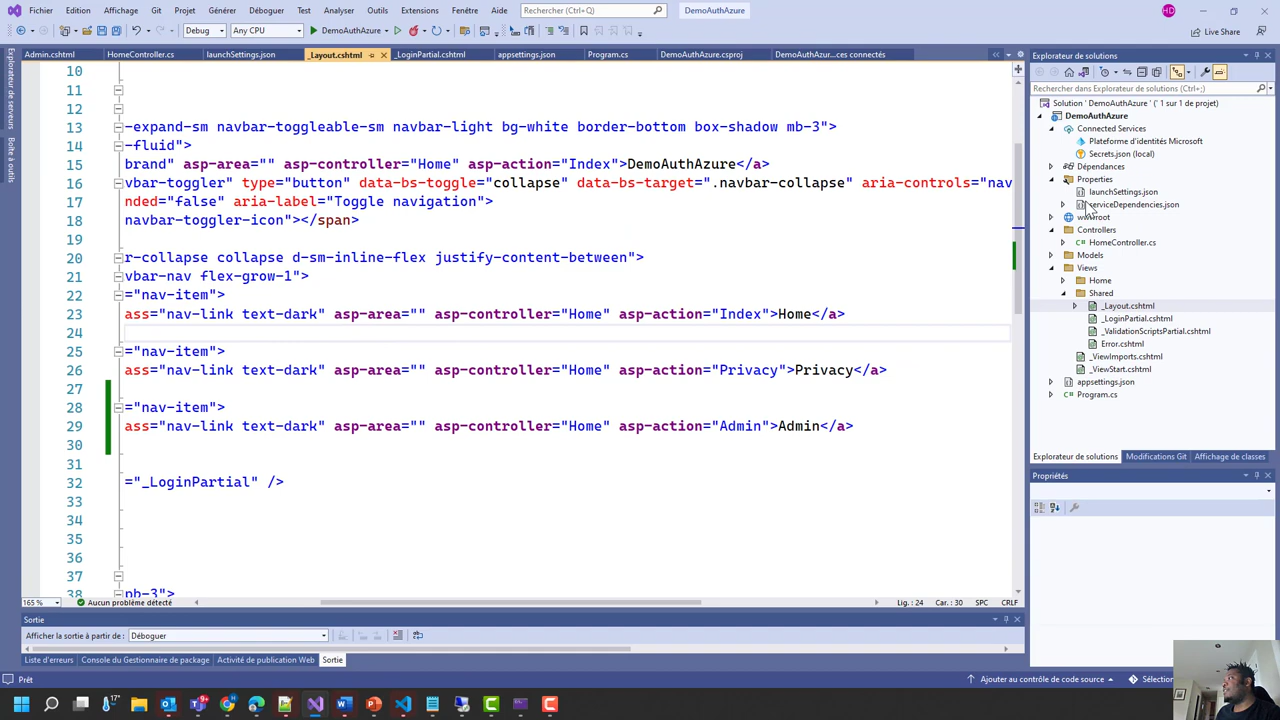 Fichier Edition Affichage Git Projet Générer Déboguer Test Analyser Outils Extensions Fenêtre Aide Rechercher (Ctrl+Q) DemoAuthAzure HD
Debug Any CPU DemoAuthAzure Live Share
Admin.cshtml HomeController.cs launchSettings.json _Layout.cshtml _LoginPartial.cshtml appsettings.json Program.cs DemoAuthAzure.csproj DemoAuthAzur...ces connectés
10
11
12
13 -expand-sm navbar-toggleable-sm navbar-light bg-white border-bottom box-shadow mb-3">
14 -fluid">
15 brand" asp-area="" asp-controller="Home" asp-action="Index">DemoAuthAzure</a>
16 vbar-toggler" type="button" data-bs-toggle="collapse" data-bs-target=".navbar-collapse" aria-controls="nav
17 nded="false" aria-label="Toggle navigation">
18 navbar-toggler-icon"></span>
19
20 r-collapse collapse d-sm-inline-flex justify-content-between">
21 vbar-nav flex-grow-1">
22 ="nav-item">
23 ass="nav-link text-dark" asp-area="" asp-controller="Home" asp-action="Index">Home</a>
24
25 ="nav-item">
26 ass="nav-link text-dark" asp-area="" asp-controller="Home" asp-action="Privacy">Privacy</a>
27
28 ="nav-item">
29 ass="nav-link text-dark" asp-area="" asp-controller="Home" asp-action="Admin">Admin</a>
30
31
32 ="_LoginPartial" />
33
34
35
36
37
38 pb-3">
165 % Aucun problème détecté Lig. : 24 Car. : 30 SPC CRLF
Sortie
Afficher la sortie à partir de : Déboguer
Liste d'erreurs Console du Gestionnaire de package Activité de publication Web Sortie
Prêt Ajouter au contrôle de code source
Explorateur de serveurs
Boîte à outils
Explorateur de solutions
Rechercher dans Explorateur de solutions (Ctrl+;)
Solution ' DemoAuthAzure ' (' 1 sur 1 de projet)
DemoAuthAzure
Connected Services
Plateforme d'identités Microsoft
Secrets.json (local)
Dépendances
Properties
launchSettings.json
serviceDependencies.json
Controllers
HomeController.cs
Models
Views
Home
Shared
_Layout.cshtml
_LoginPartial.cshtml
_ValidationScriptsPartial.cshtml
Error.cshtml
_ViewImports.cshtml
_ViewStart.cshtml
appsettings.json
Program.cs
Explorateur de solutions Modifications Git Affichage de classes
Propriétés
17°